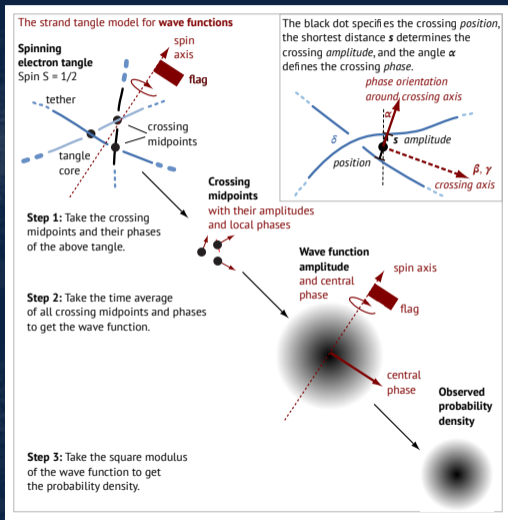 The strand tangle model for wave functions
Spinning
electron tangle
Spin S = 1/2
spin
axis
flag
tether
crossing
midpoints
tangle
core
The black dot specifies the crossing position,
the shortest distance s determines the
crossing amplitude, and the angle α
defines the crossing phase.
phase orientation
around crossing axis
α
δ
s amplitude
position
β, γ
crossing axis
Step 1: Take the crossing
midpoints and their phases
of the above tangle.
Crossing
midpoints
with their amplitudes
and local phases
Step 2: Take the time average
of all crossing midpoints and phases
to get the wave function.
Wave function
amplitude
and central
phase
spin axis
flag
central
phase
Observed
probability
density
Step 3: Take the square modulus
of the wave function to get
the probability density.